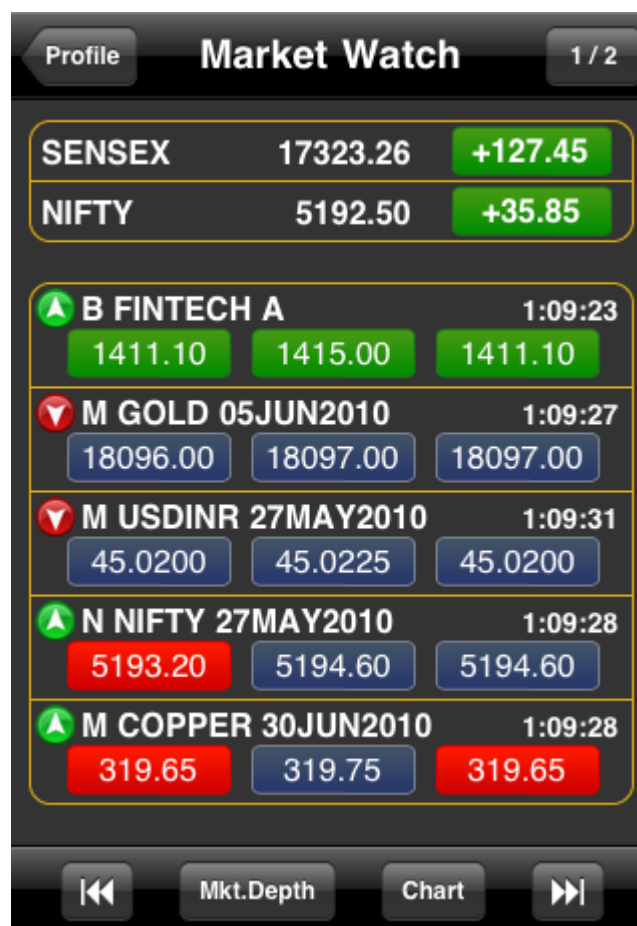 Profile Market Watch 1 / 2
SENSEX 17323.26 +127.45
NIFTY 5192.50 +35.85
B FINTECH A 1:09:23
1411.10 1415.00 1411.10
M GOLD 05JUN2010 1:09:27
18096.00 18097.00 18097.00
M USDINR 27MAY2010 1:09:31
45.0200 45.0225 45.0200
N NIFTY 27MAY2010 1:09:28
5193.20 5194.60 5194.60
M COPPER 30JUN2010 1:09:28
319.65 319.75 319.65
Mkt.Depth Chart